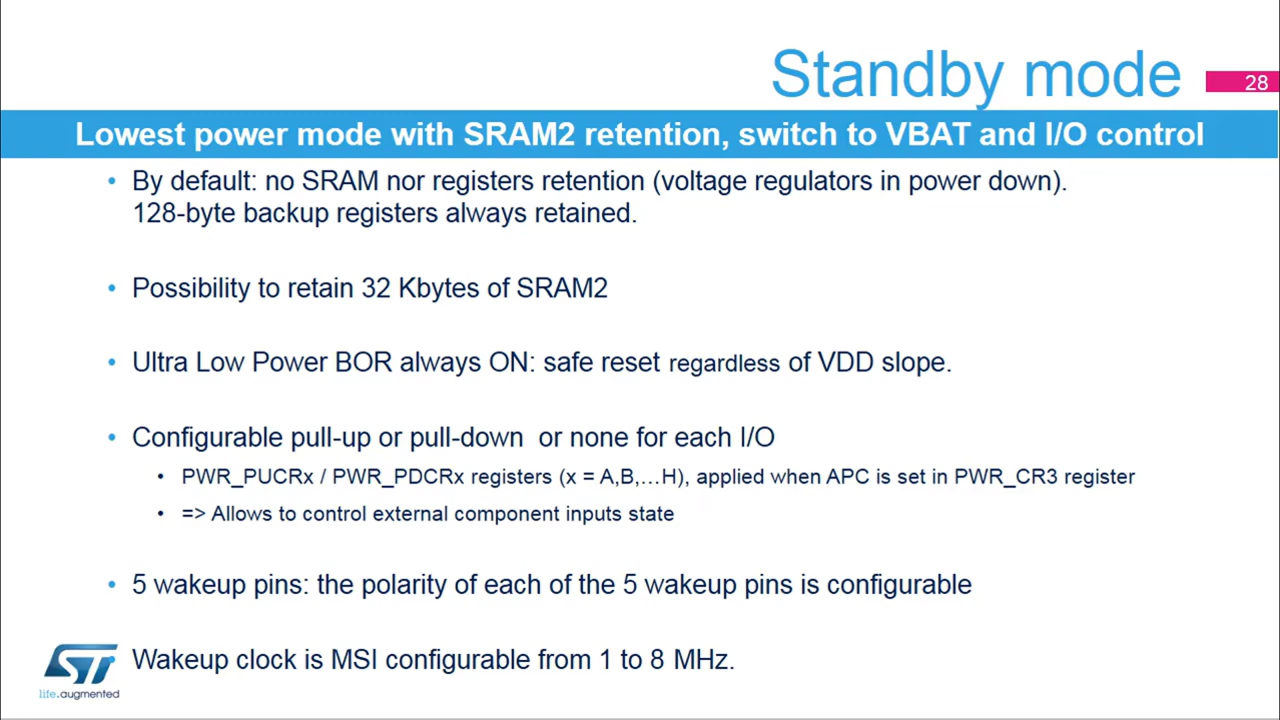 Standby mode
28
Lowest power mode with SRAM2 retention, switch to VBAT and I/O control
• By default: no SRAM nor registers retention (voltage regulators in power down).
128-byte backup registers always retained.
• Possibility to retain 32 Kbytes of SRAM2
• Ultra Low Power BOR always ON: safe reset regardless of VDD slope.
• Configurable pull-up or pull-down or none for each I/O
• PWR_PUCRx / PWR_PDCRx registers (x = A,B,…H), applied when APC is set in PWR_CR3 register
• => Allows to control external component inputs state
• 5 wakeup pins: the polarity of each of the 5 wakeup pins is configurable
Wakeup clock is MSI configurable from 1 to 8 MHz.
ST
life.augmented